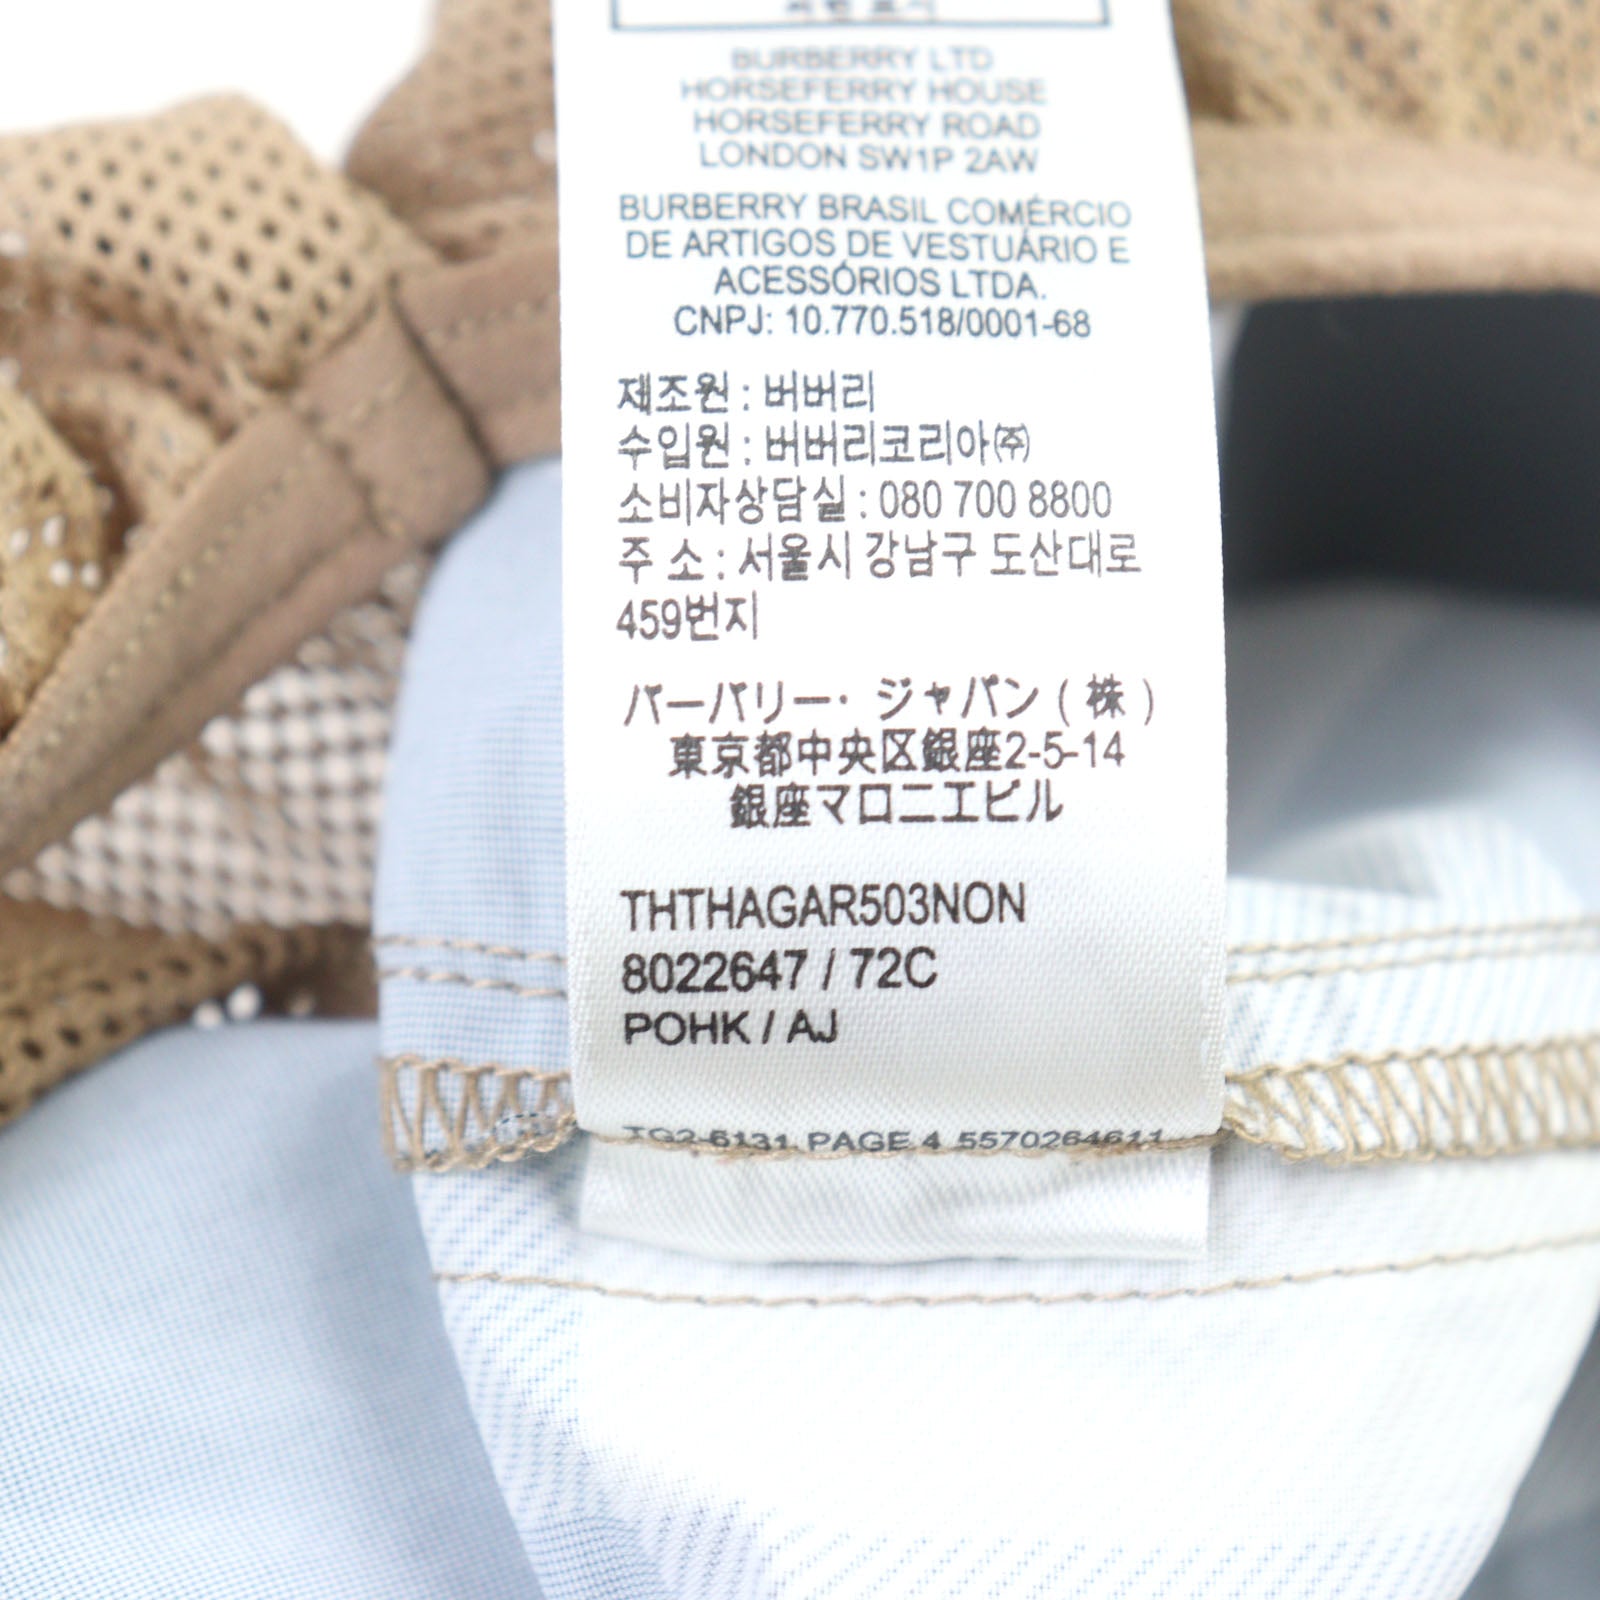 BURBERRY LTD
HORSEFERRY HOUSE
HORSEFERRY ROAD
LONDON SW1P 2AW
BURBERRY BRASIL COMÉRCIO
DE ARTIGOS DE VESTUÁRIO E
ACESSÓRIOS LTDA.
CNPJ: 10.770.518/0001-68
제조원 : 버버리
수입원 : 버버리코리아㈜
소비자상담실 : 080 700 8800
주 소 : 서울시 강남구 도산대로
459번지
バーバリー・ジャパン ( 株 )
東京都中央区銀座2-5-14
銀座マロニエビル
THTHAGAR503NON
8022647 / 72C
POHK / AJ
TG2-6131 PAGE 4 5570264611